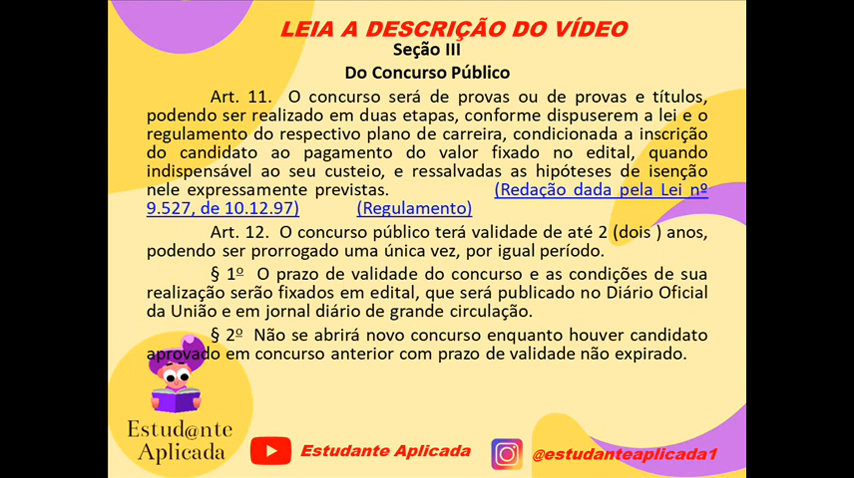 LEIA A DESCRIÇÃO DO VÍDEO
Seção III
Do Concurso Público
Art. 11. O concurso será de provas ou de provas e títulos,
podendo ser realizado em duas etapas, conforme dispuserem a lei e o
regulamento do respectivo plano de carreira, condicionada a inscrição
do candidato ao pagamento do valor fixado no edital, quando
indispensável ao seu custeio, e ressalvadas as hipóteses de isenção
nele expressamente previstas. (Redação dada pela Lei nº
9.527, de 10.12.97) (Regulamento)
Art. 12. O concurso público terá validade de até 2 (dois ) anos,
podendo ser prorrogado uma única vez, por igual período.
§ 1º O prazo de validade do concurso e as condições de sua
realização serão fixados em edital, que será publicado no Diário Oficial
da União e em jornal diário de grande circulação.
§ 2º Não se abrirá novo concurso enquanto houver candidato
aprovado em concurso anterior com prazo de validade não expirado.
Estud@nte
Aplicada
Estudante Aplicada
@estudanteaplicada1